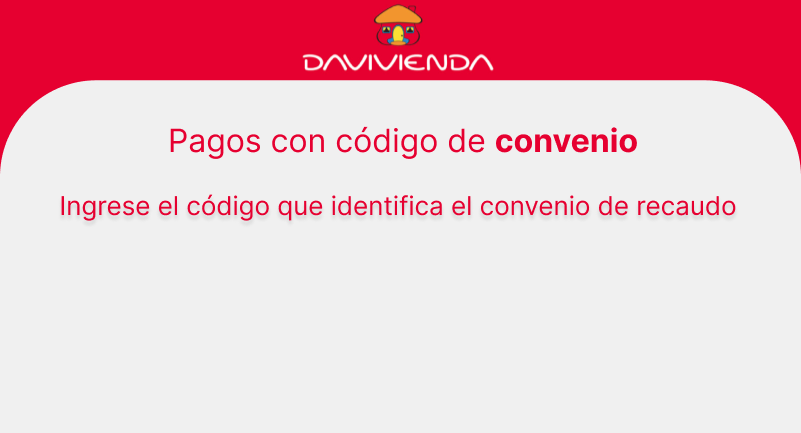 DAVIVIENDA
Pagos con código de convenio
Ingrese el código que identifica el convenio de recaudo